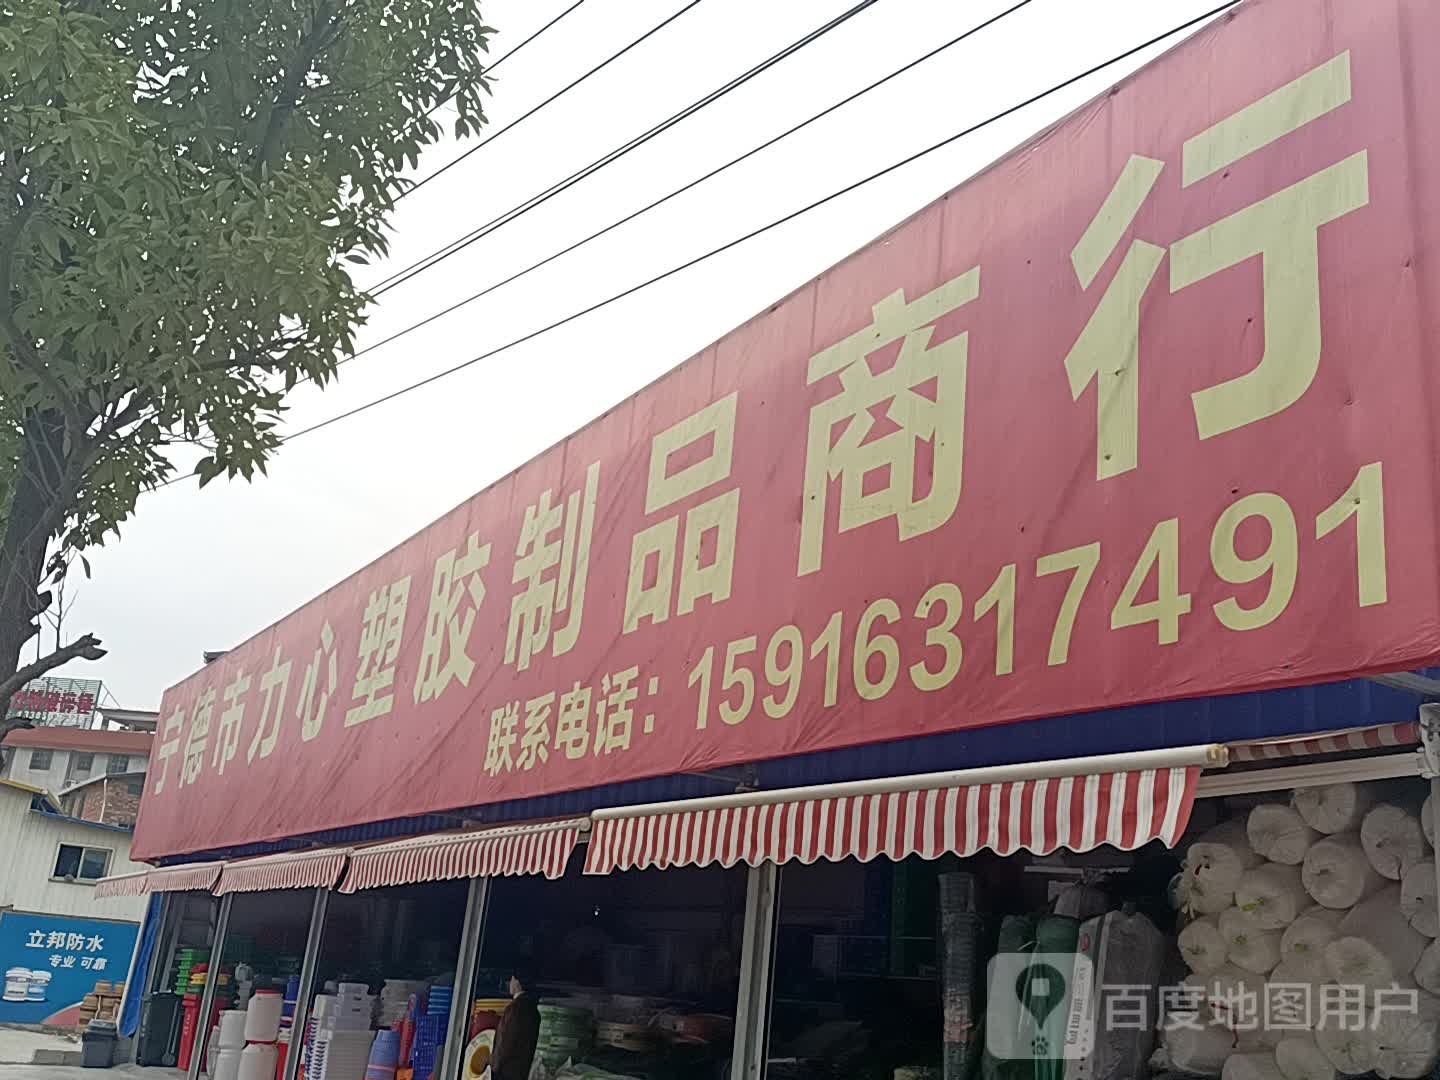 宁德市力心塑胶制品商行
联系电话：15916317491
立邦防水
专业 可靠
百度地图用户